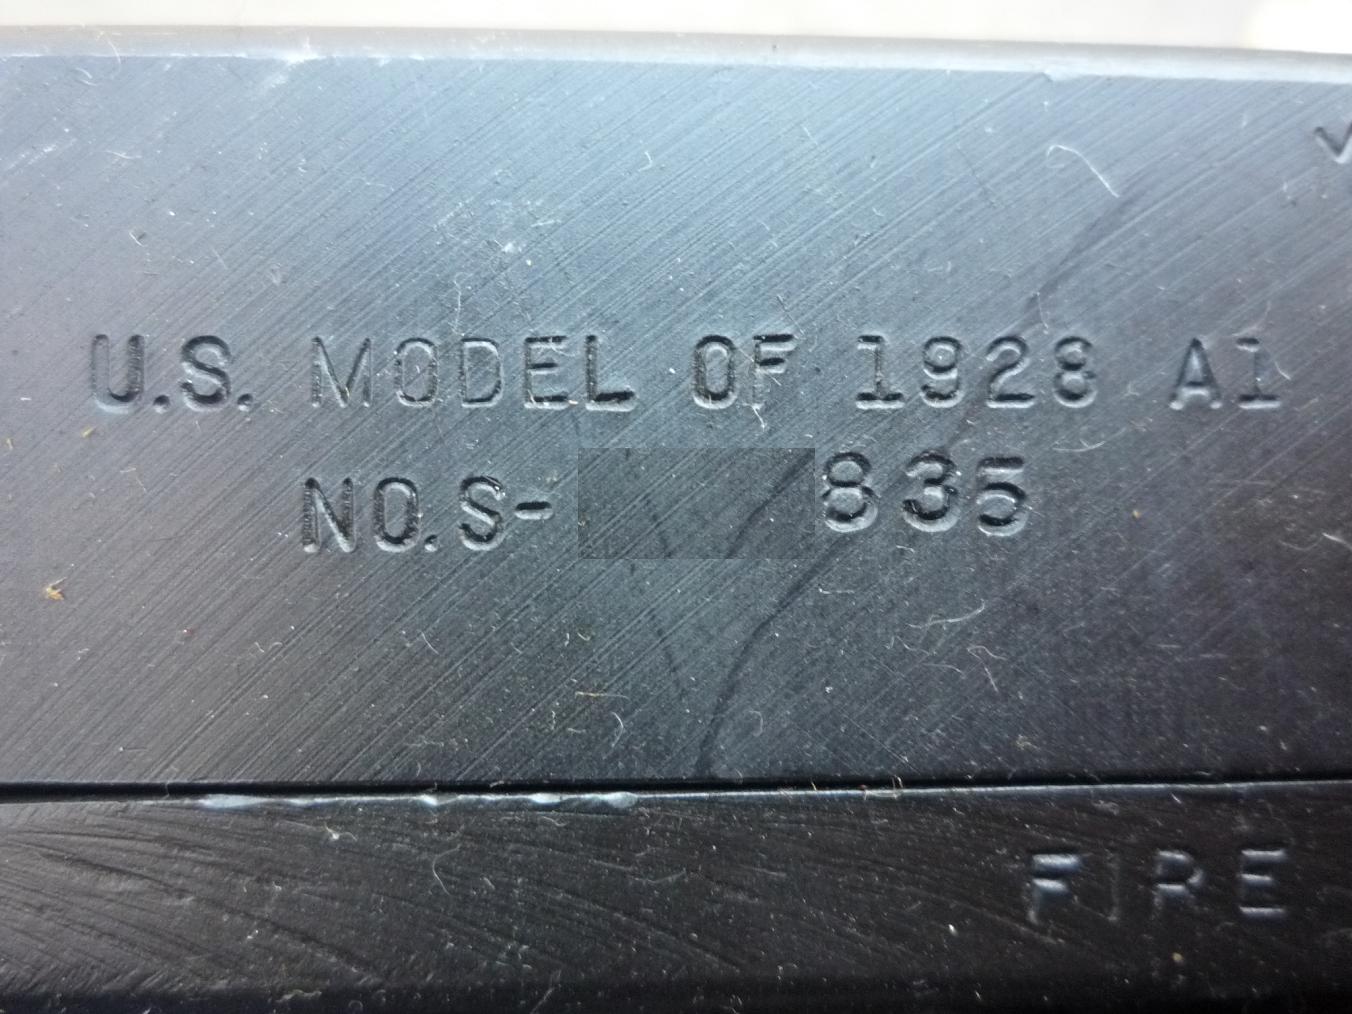 U.S. MODEL OF 1928 A1
NO.S- 835
FIRE